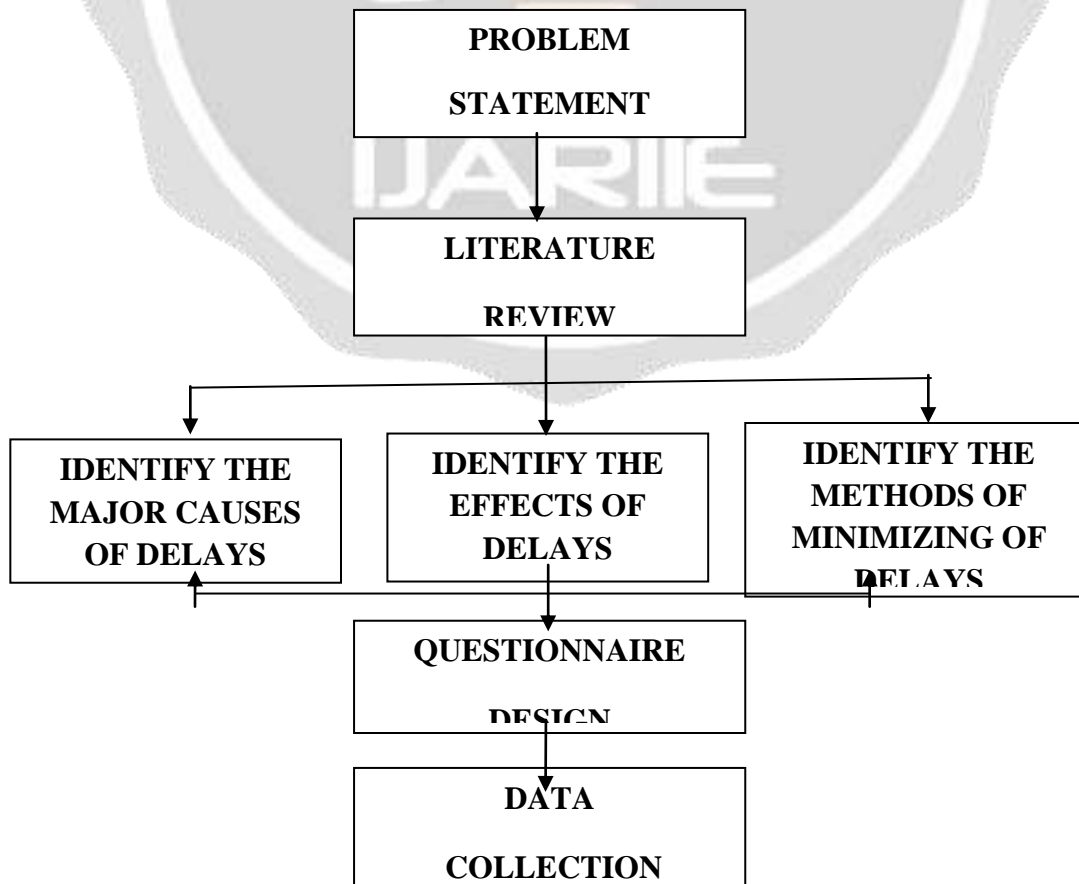 PROBLEM
STATEMENT
IJARIIE
LITERATURE
REVIEW
IDENTIFY THE
MAJOR CAUSES
OF DELAYS
IDENTIFY THE
EFFECTS OF
DELAYS
IDENTIFY THE
METHODS OF
MINIMIZING OF
DELAYS
QUESTIONNAIRE
DESIGN
DATA
COLLECTION